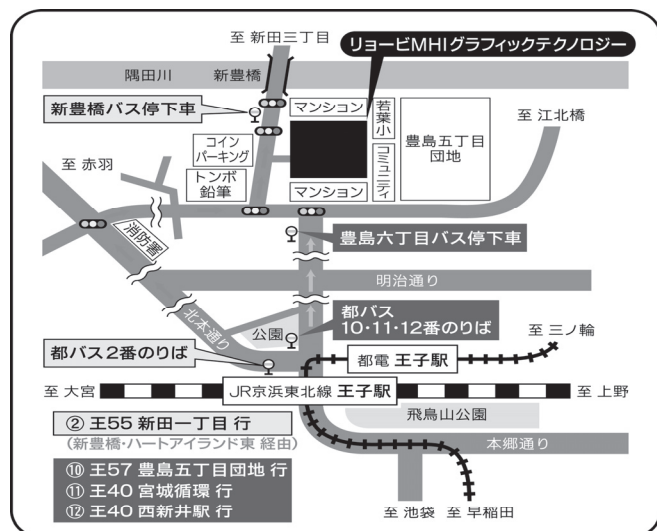 至 新田三丁目
リョービMHIグラフィックテクノロジー
隅田川
新豊橋
新豊橋バス停下車
マンション
若葉小
至 江北橋
コイン
パーキング
豊島五丁目
団地
至 赤羽
トンボ
鉛筆
マンション
コミュニティ
消防署
豊島六丁目バス停下車
明治通り
北本通り
公園
都バス
10・11・12番のりば
都バス2番のりば
至 三ノ輪
都電 王子駅
至 大宮
JR京浜東北線 王子駅
至 上野
② 王55 新田一丁目 行
(新豊橋・ハートアイランド東 経由)
飛鳥山公園
本郷通り
⑩ 王57 豊島五丁目団地 行
⑪ 王40 宮城循環 行
⑫ 王40 西新井駅 行
至 池袋
至 早稲田